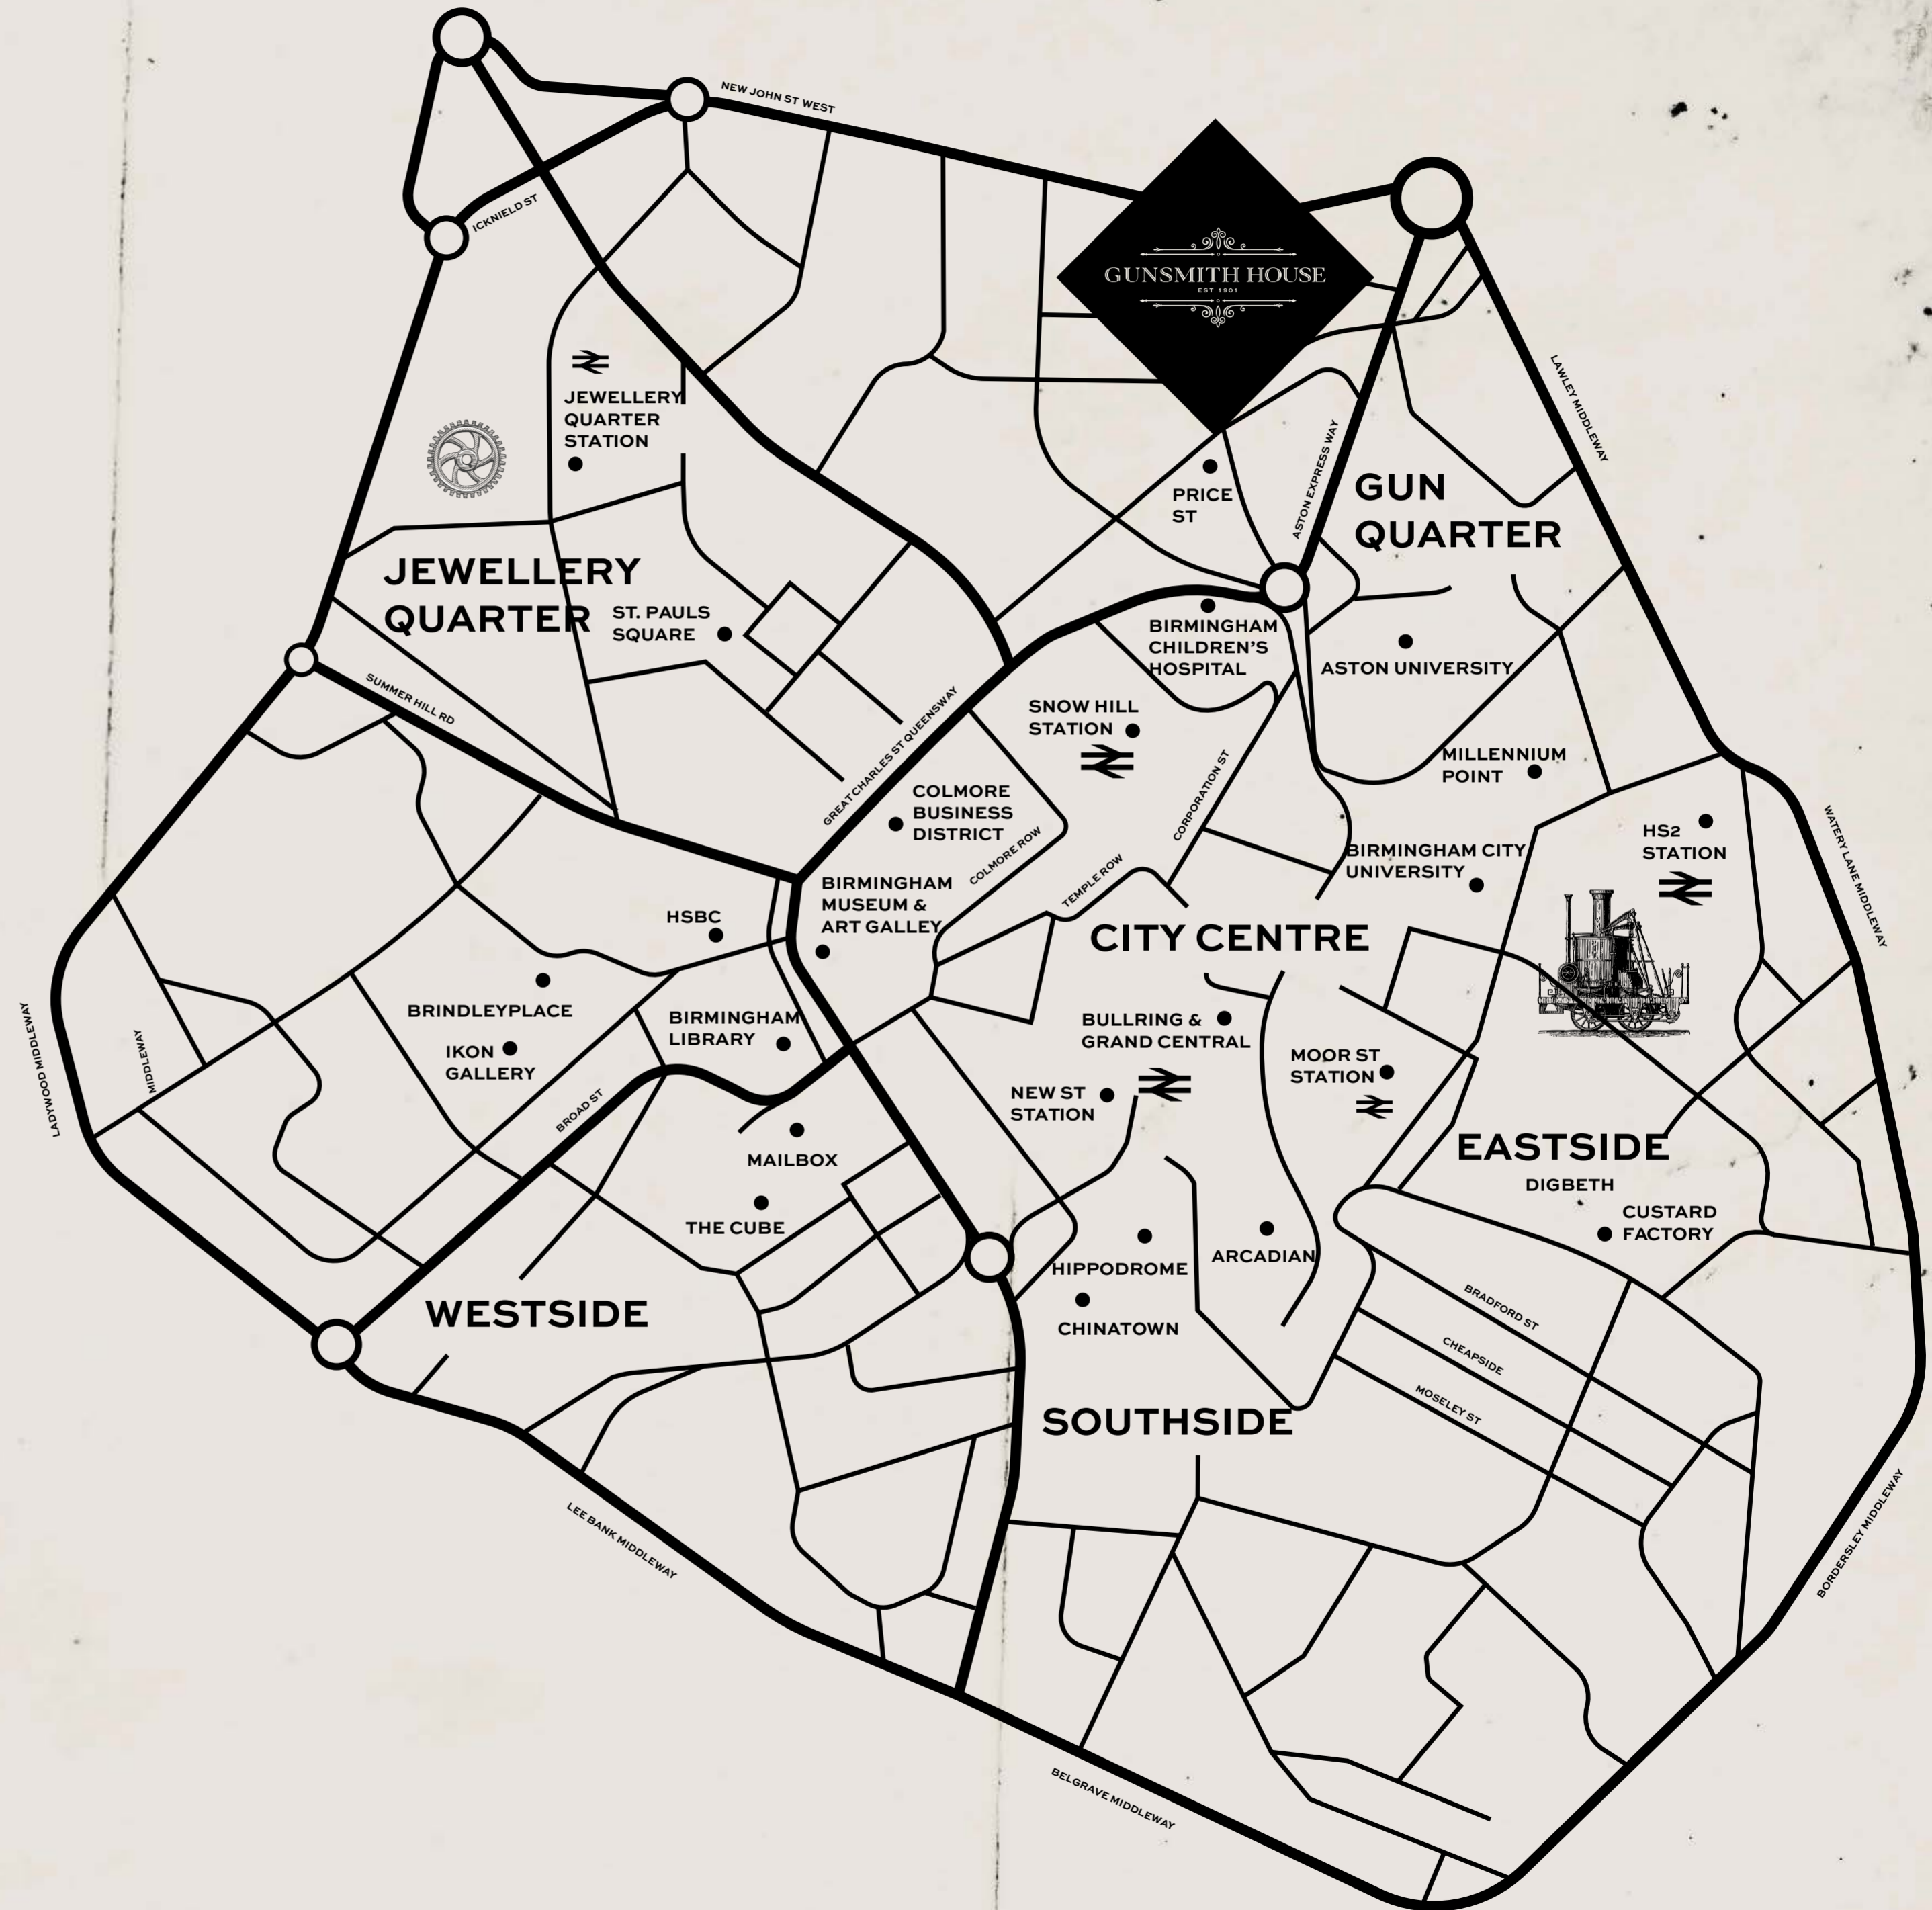 NEW JOHN ST WEST
ICKNIELD ST
GUNSMITH HOUSE
EST 1901
LAWLEY MIDDLEWAY
JEWELLERY
QUARTER
STATION
ASTON EXPRESS WAY
PRICE
ST
GUN
QUARTER
JEWELLERY
QUARTER
ST. PAULS
SQUARE
BIRMINGHAM
CHILDREN'S
HOSPITAL
ASTON UNIVERSITY
SUMMER HILL RD
GREAT CHARLES ST QUEENSWAY
SNOW HILL
STATION
CORPORATION ST
MILLENNIUM
POINT
COLMORE
BUSINESS
DISTRICT
COLMORE ROW
TEMPLE ROW
HS2
STATION
WATERY LANE MIDDLEWAY
BIRMINGHAM CITY
UNIVERSITY
BIRMINGHAM
MUSEUM &
ART GALLEY
HSBC
CITY CENTRE
BRINDLEYPLACE
BIRMINGHAM
LIBRARY
IKON
GALLERY
LADYWOOD MIDDLEWAY
MIDDLEWAY
BROAD ST
BULLRING &
GRAND CENTRAL
MOOR ST
STATION
NEW ST
STATION
MAILBOX
THE CUBE
EASTSIDE
DIGBETH
CUSTARD
FACTORY
HIPPODROME
ARCADIAN
CHINATOWN
WESTSIDE
BRADFORD ST
CHEAPSIDE
MOSELEY ST
SOUTHSIDE
LEE BANK MIDDLEWAY
BORDERSLEY MIDDLEWAY
BELGRAVE MIDDLEWAY